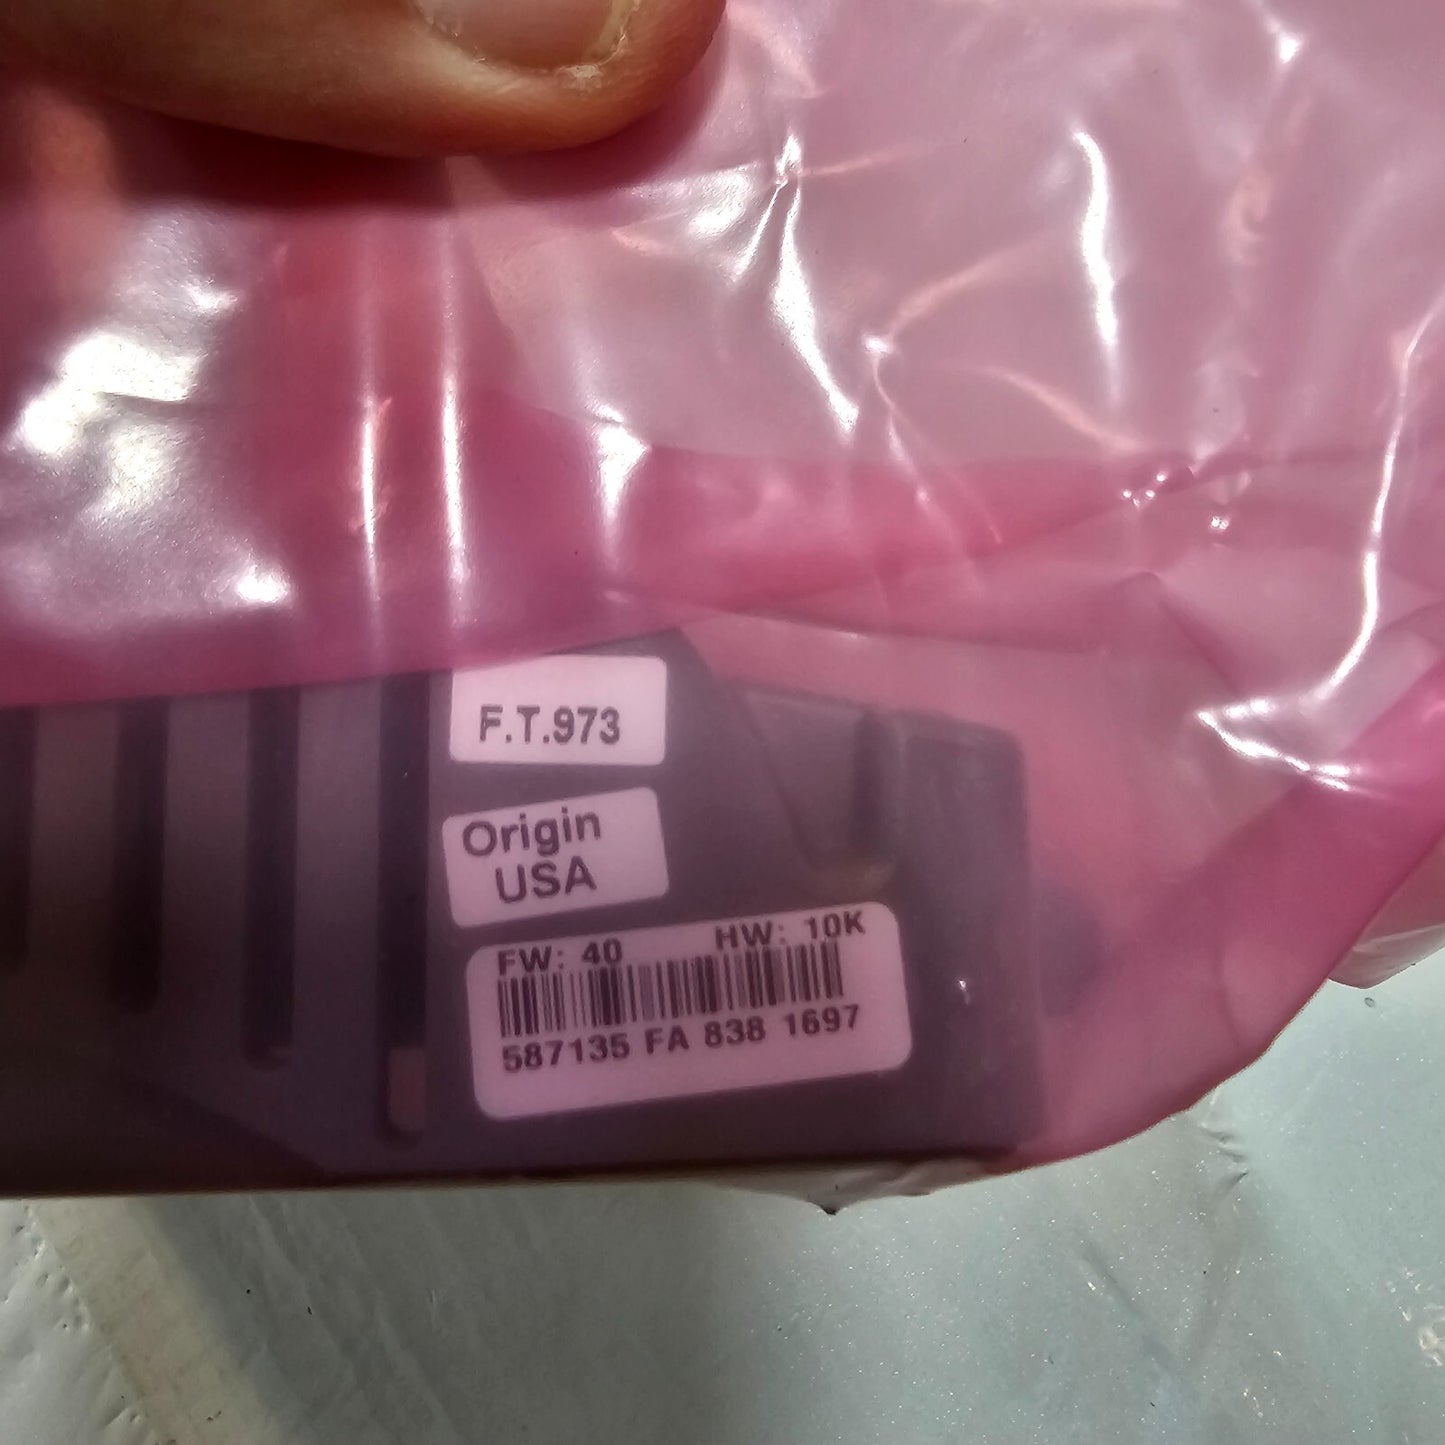 F.T.973
Origin
USA
FW: 40 HW: 10K
587135 FA 838 1697